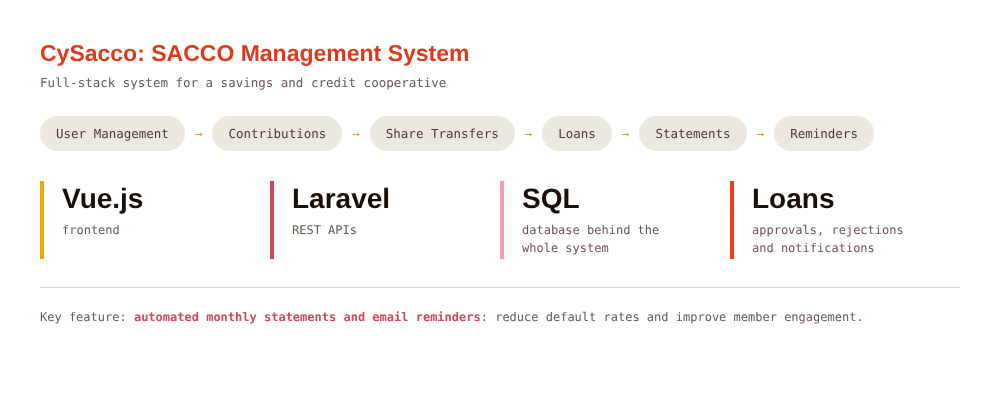 CySacco: SACCO Management System
Full-stack system for a savings and credit cooperative
User Management → Contributions → Share Transfers → Loans → Statements → Reminders
Vue.js Laravel SQL Loans
frontend REST APIs database behind the approvals, rejections
whole system and notifications
Key feature: automated monthly statements and email reminders: reduce default rates and improve member engagement.